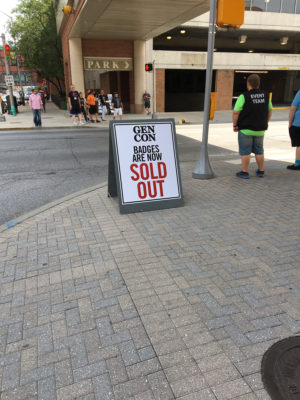 PARK
GEN
CON
BADGES
ARE NOW
SOLD
OUT
EVENT
TEAM